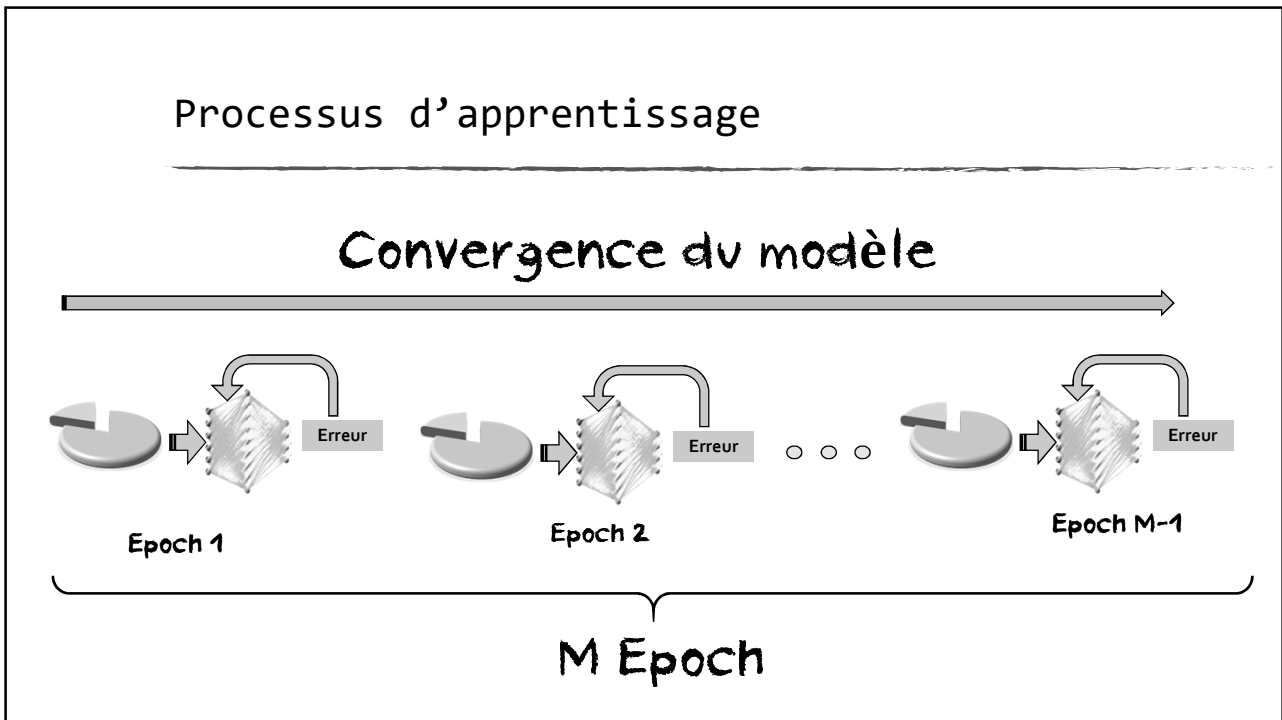 Processus d’apprentissage
Convergence du modèle
Erreur
Erreur
Erreur
Epoch 1
Epoch 2
Epoch M-1
M Epoch